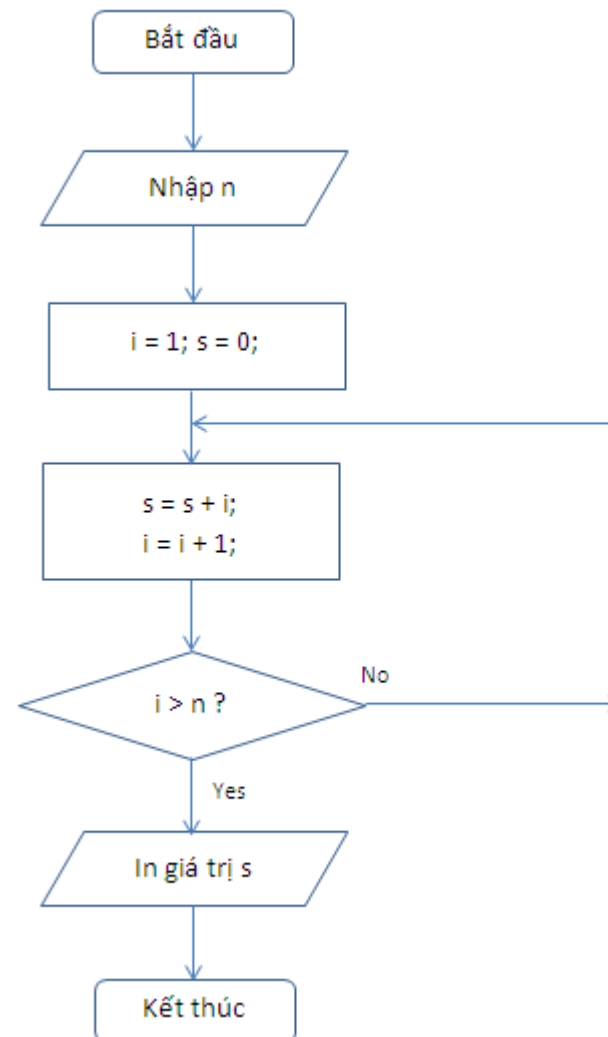 Bắt đầu
Nhập n
i = 1; s = 0;
s = s + i;
i = i + 1;
i > n ?
No
Yes
In giá trị s
Kết thúc